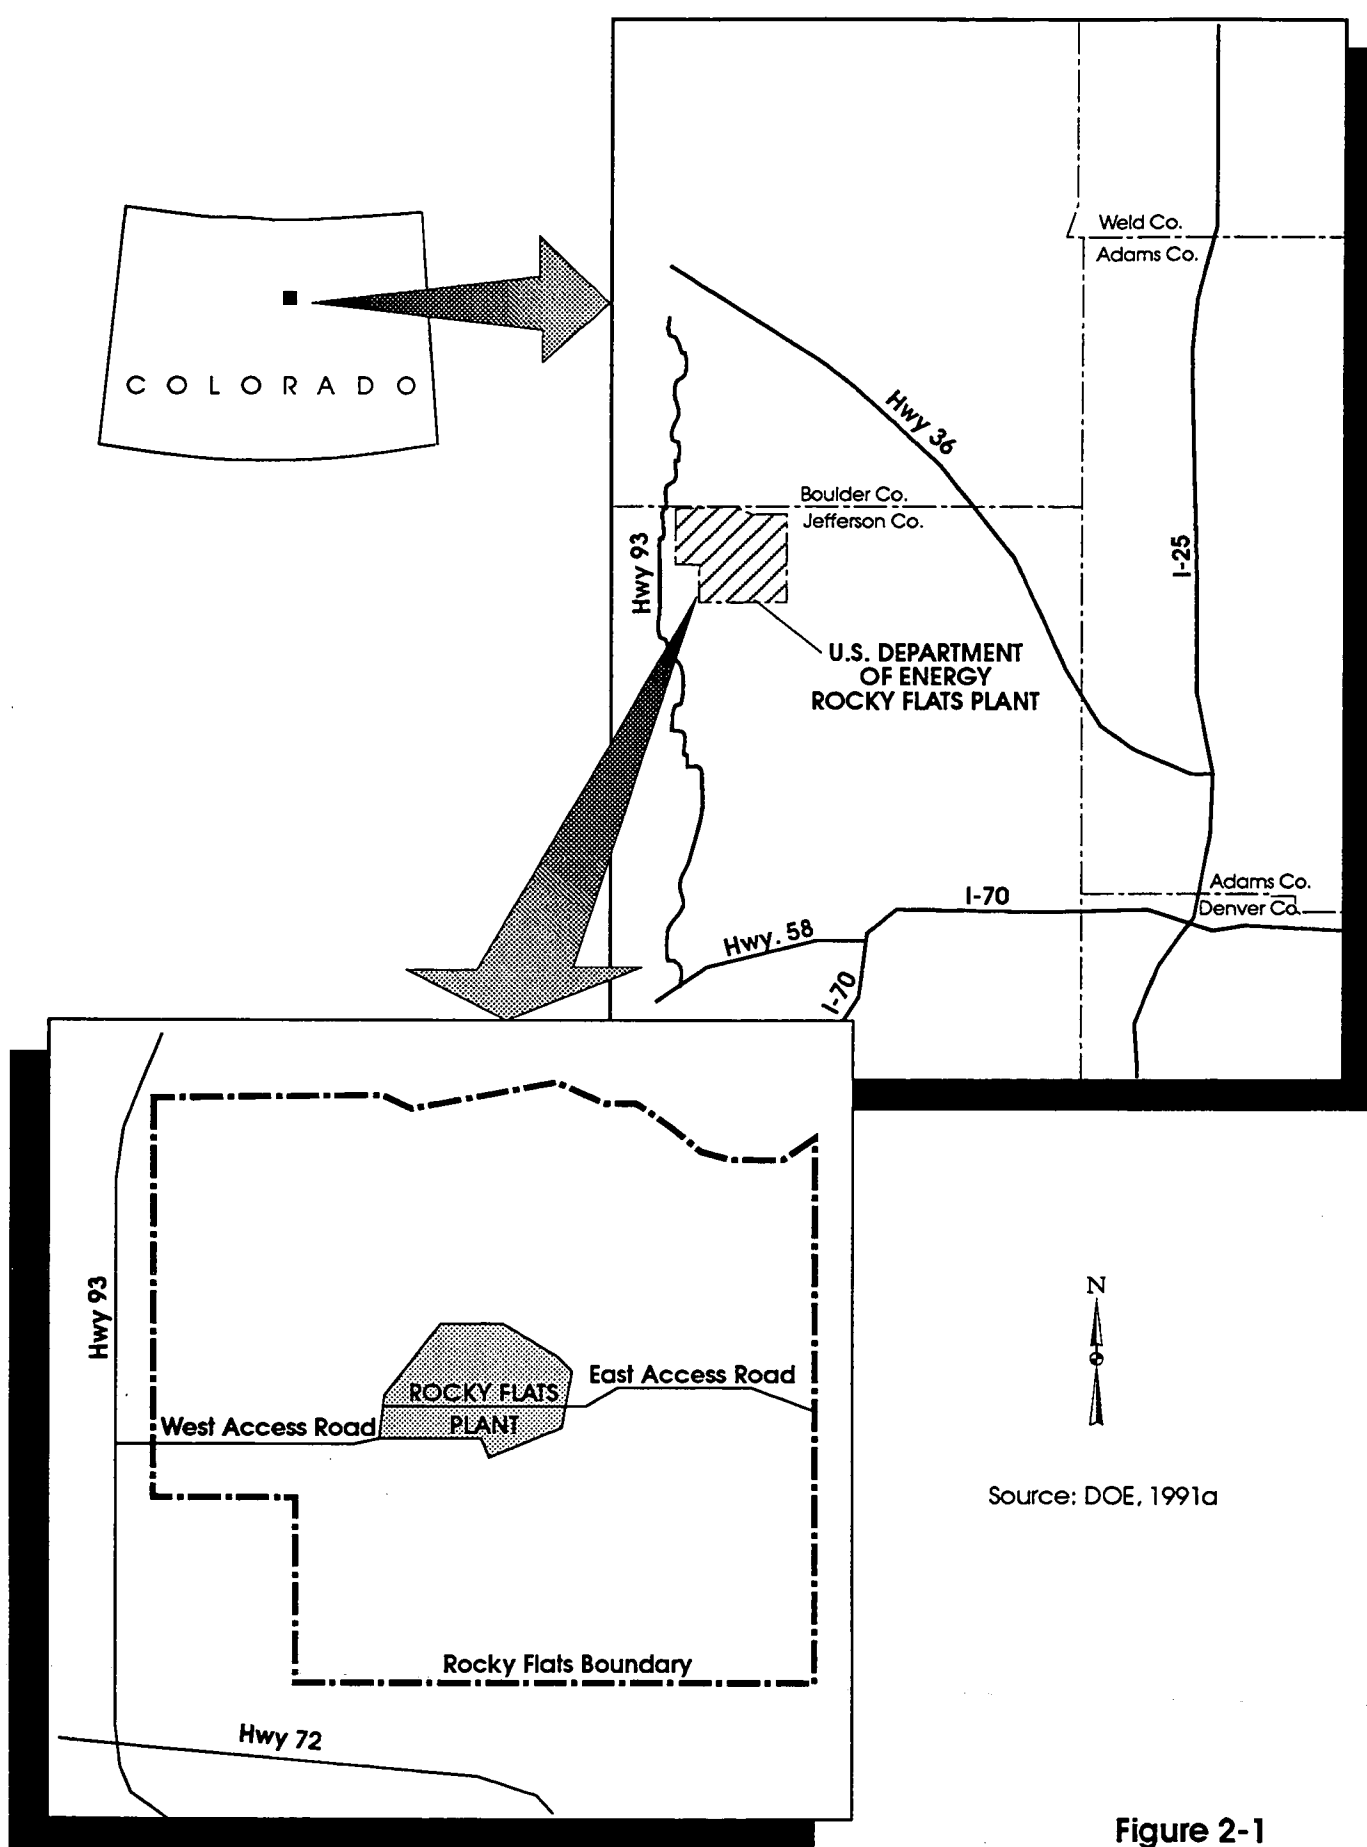 Weld Co.
Adams Co.
C O L O R A D O
Hwy 36
Boulder Co.
Jefferson Co.
Hwy 93
I-25
U.S. DEPARTMENT
OF ENERGY
ROCKY FLATS PLANT
Adams Co.
I-70
Denver Co.
Hwy. 58
I-70
Hwy 93
N
East Access Road
ROCKY FLATS
PLANT
West Access Road
Source: DOE, 1991a
Rocky Flats Boundary
Hwy 72
Figure 2-1